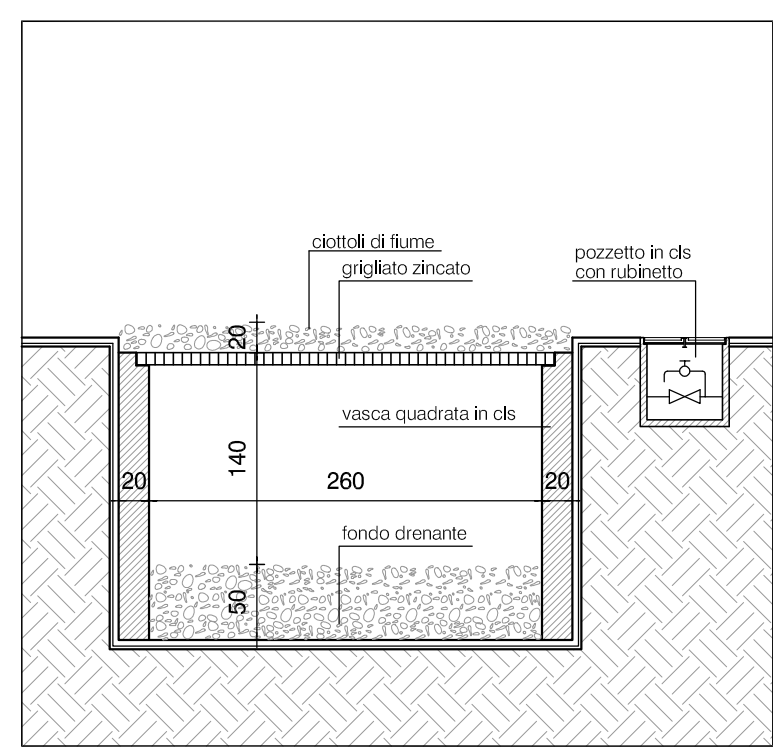 ciottoli di fiume
grigliato zincato
pozzetto in cls
con rubinetto
20
vasca quadrata in cls
140
20
260
20
fondo drenante
50